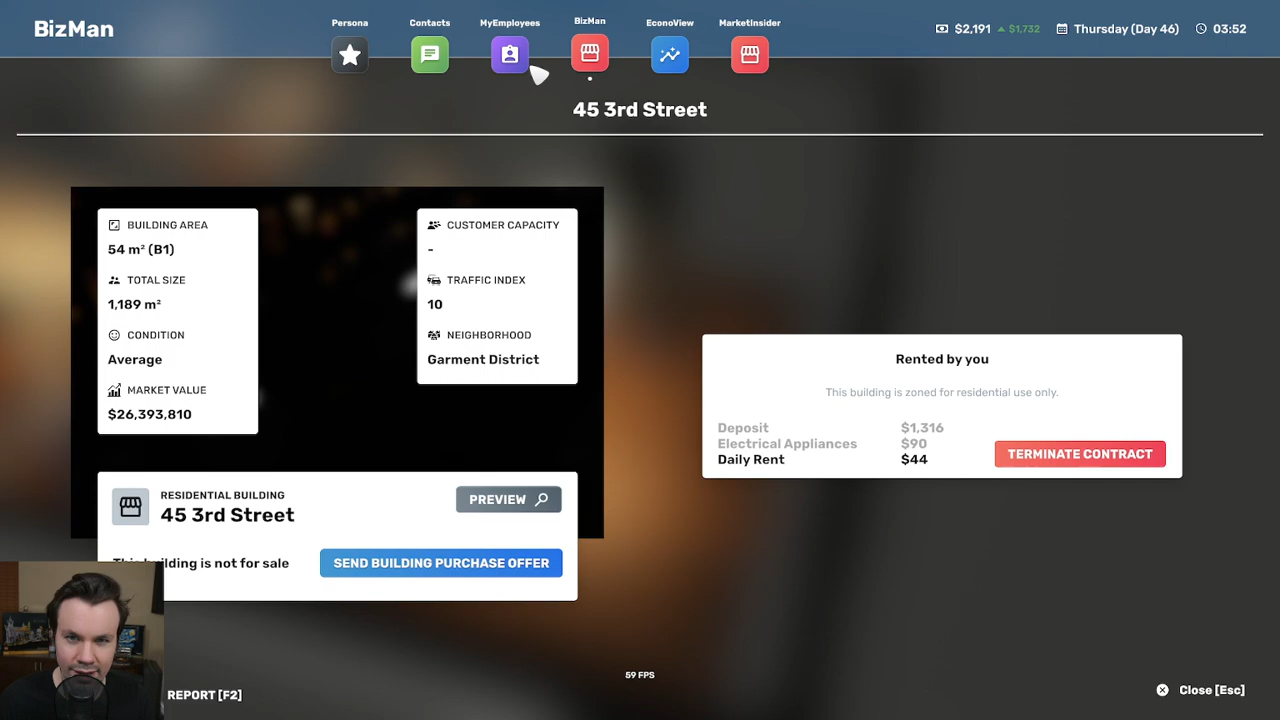 BizMan
Persona
Contacts
MyEmployees
BizMan
EconoView
MarketInsider
$2,191 ▲ $1,732
Thursday (Day 46)
03:52
45 3rd Street
BUILDING AREA
54 m² (B1)
TOTAL SIZE
1,189 m²
CONDITION
Average
MARKET VALUE
$26,393,810
CUSTOMER CAPACITY
-
TRAFFIC INDEX
10
NEIGHBORHOOD
Garment District
RESIDENTIAL BUILDING
45 3rd Street
PREVIEW
This building is not for sale
SEND BUILDING PURCHASE OFFER
Rented by you
This building is zoned for residential use only.
Deposit $1,316
Electrical Appliances $90
Daily Rent $44
TERMINATE CONTRACT
59 FPS
REPORT [F2]
Close [Esc]